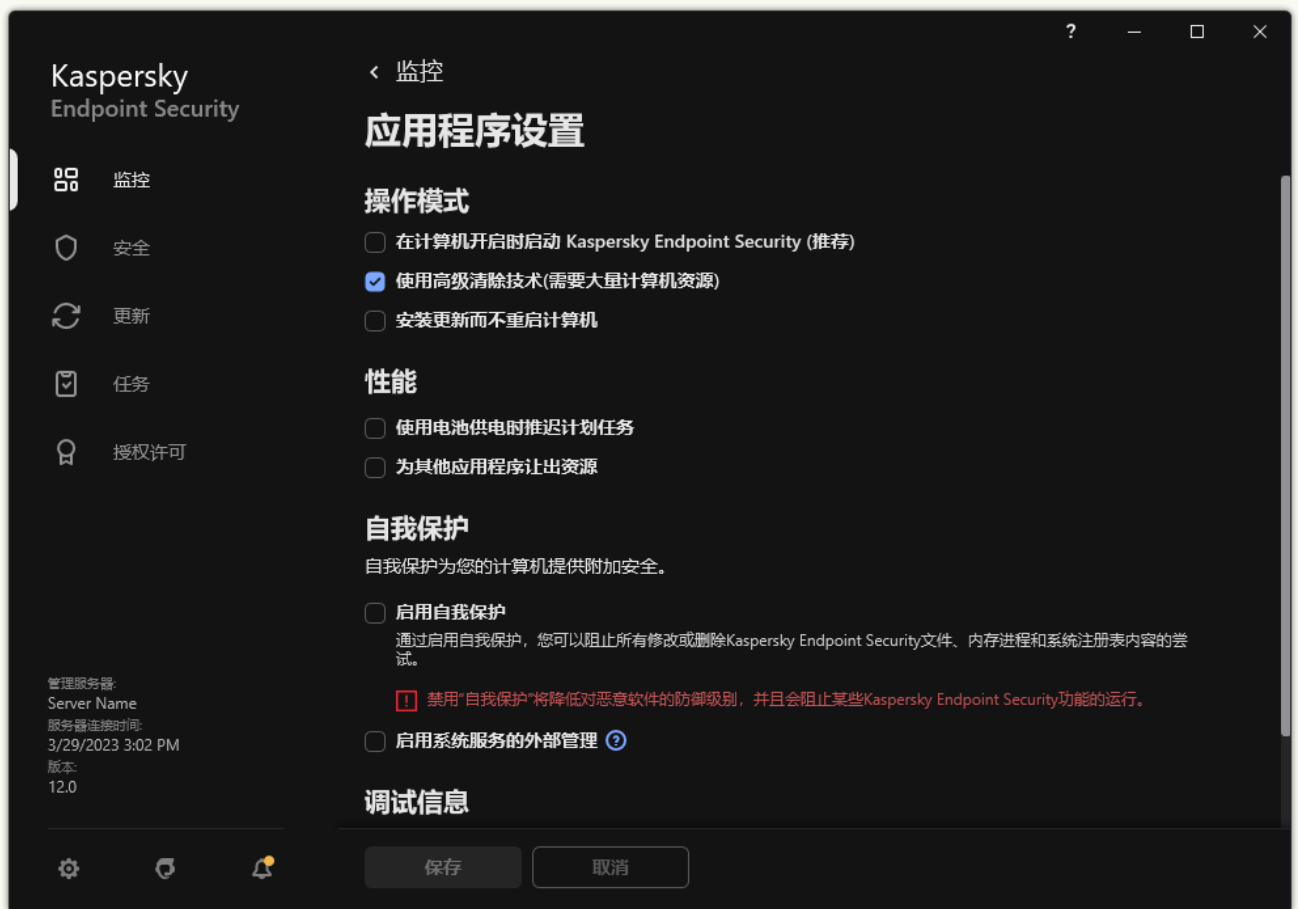 Kaspersky
Endpoint Security
监控
安全
更新
任务
授权许可
管理服务器:
Server Name
服务器连接时间:
3/29/2023 3:02 PM
版本:
12.0
?
监控
应用程序设置
操作模式
在计算机开启时启动 Kaspersky Endpoint Security (推荐)
使用高级清除技术(需要大量计算机资源)
安装更新而不重启计算机
性能
使用电池供电时推迟计划任务
为其他应用程序让出资源
自我保护
自我保护为您的计算机提供附加安全。
启用自我保护
通过启用自我保护，您可以阻止所有修改或删除Kaspersky Endpoint Security文件、内存进程和系统注册表内容的尝
试。
禁用"自我保护"将降低对恶意软件的防御级别，并且会阻止某些Kaspersky Endpoint Security功能的运行。
启用系统服务的外部管理 ?
调试信息
保存
取消